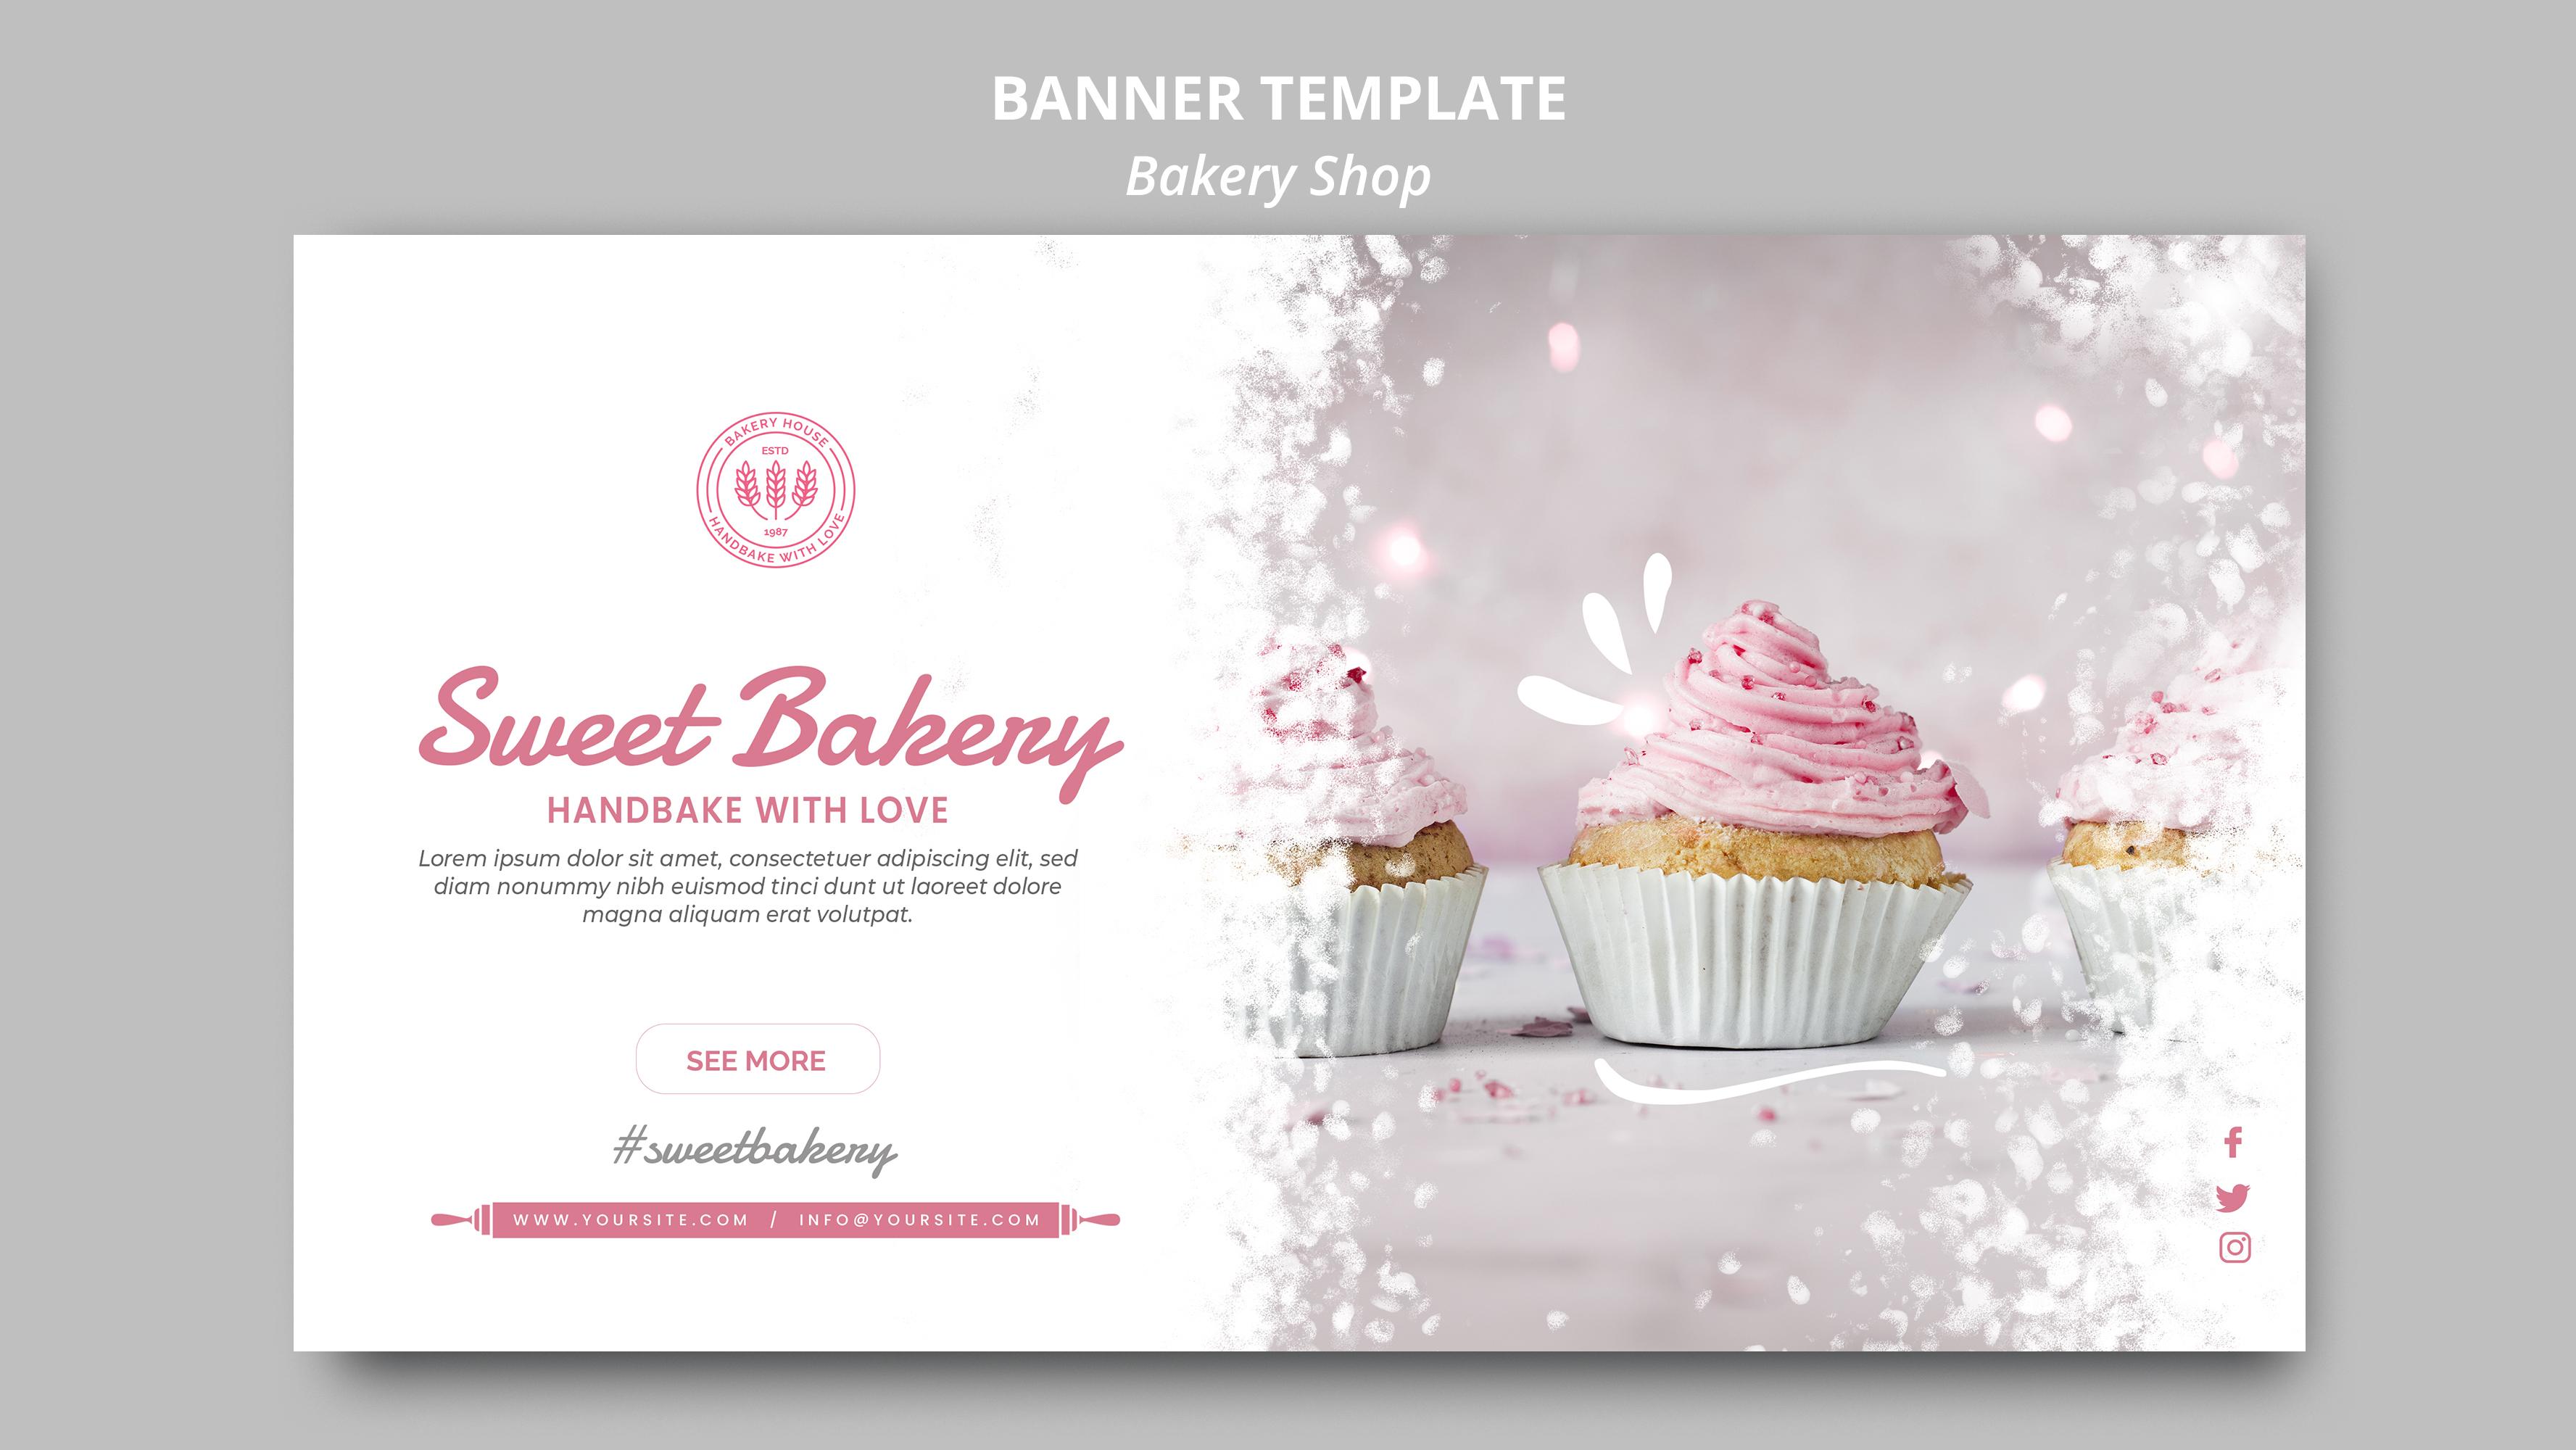 BANNER TEMPLATE
Bakery Shop
BAKERY HOUSE
ESTD
1987
HANDBAKE WITH LOVE
Sweet Bakery
HANDBAKE WITH LOVE
Lorem ipsum dolor sit amet, consectetuer adipiscing elit, sed
diam nonummy nibh euismod tinci dunt ut laoreet dolore
magna aliquam erat volutpat.
SEE MORE
#sweetbakery
WWW.YOURSITE.COM / INFO@YOURSITE.COM